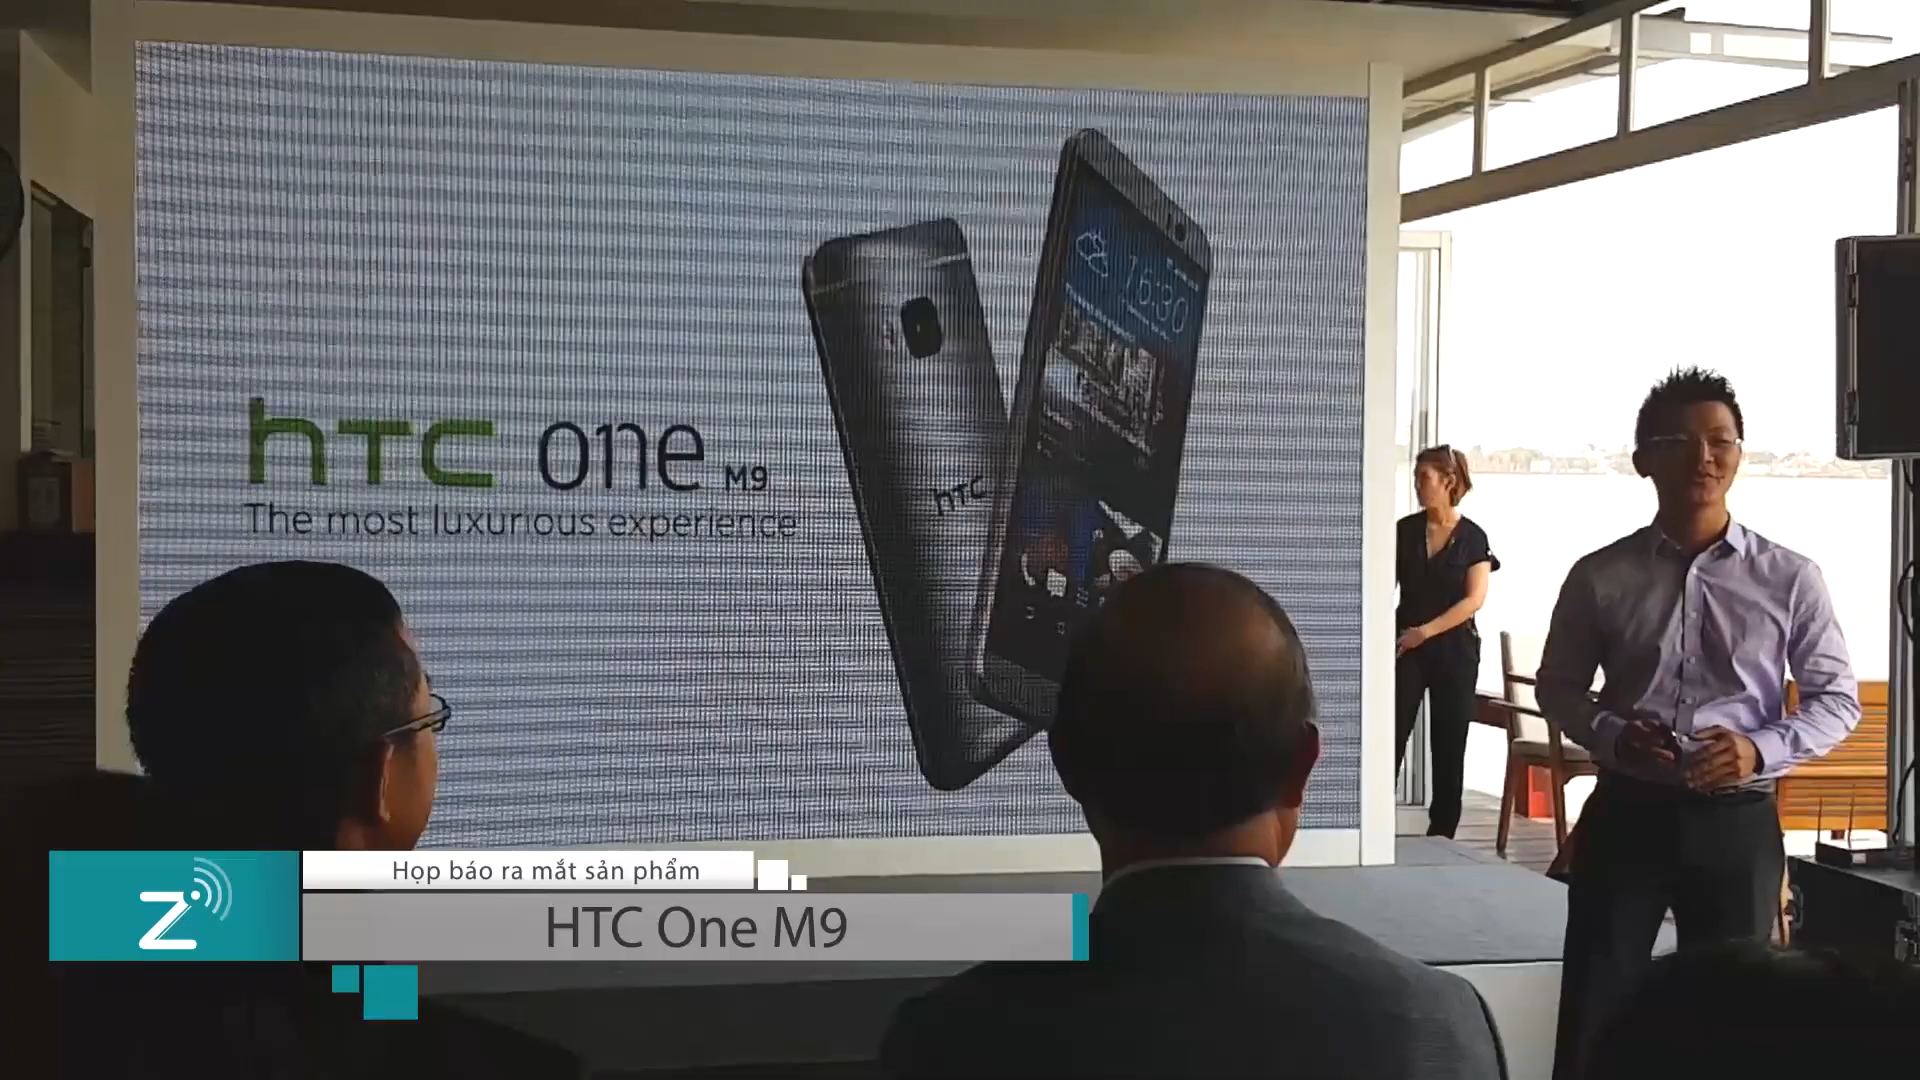 hTC one M9
The most luxurious experience
16:30
hTC
Z
Họp báo ra mắt sản phẩm
HTC One M9